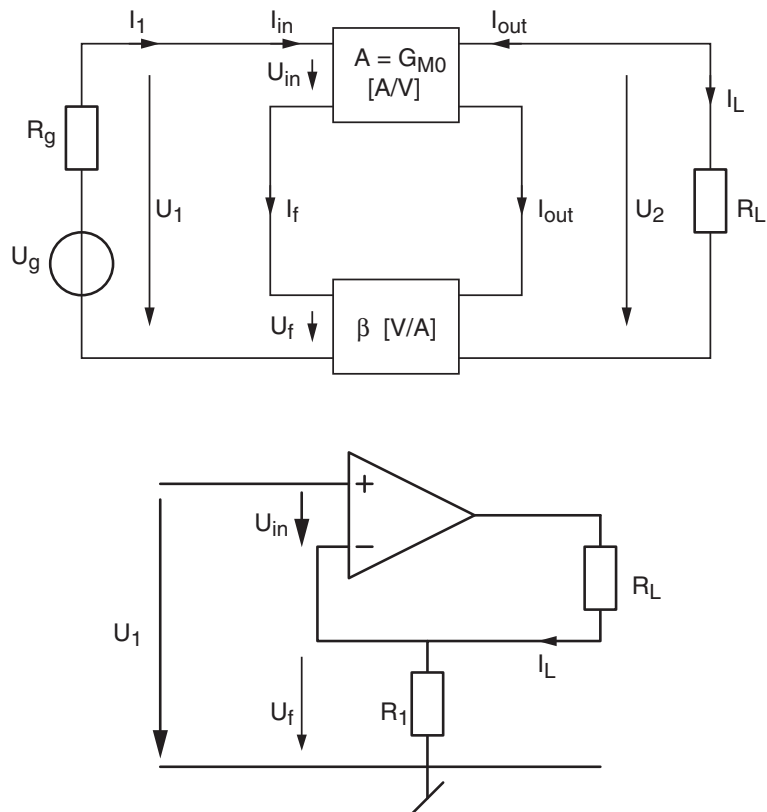 I1
Iin
Iout
A = GM0
[A/V]
Uin
IL
Rg
U1
If
Iout
U2
RL
Ug
Uf
β [V/A]
+
Uin
−
RL
U1
IL
Uf
R1